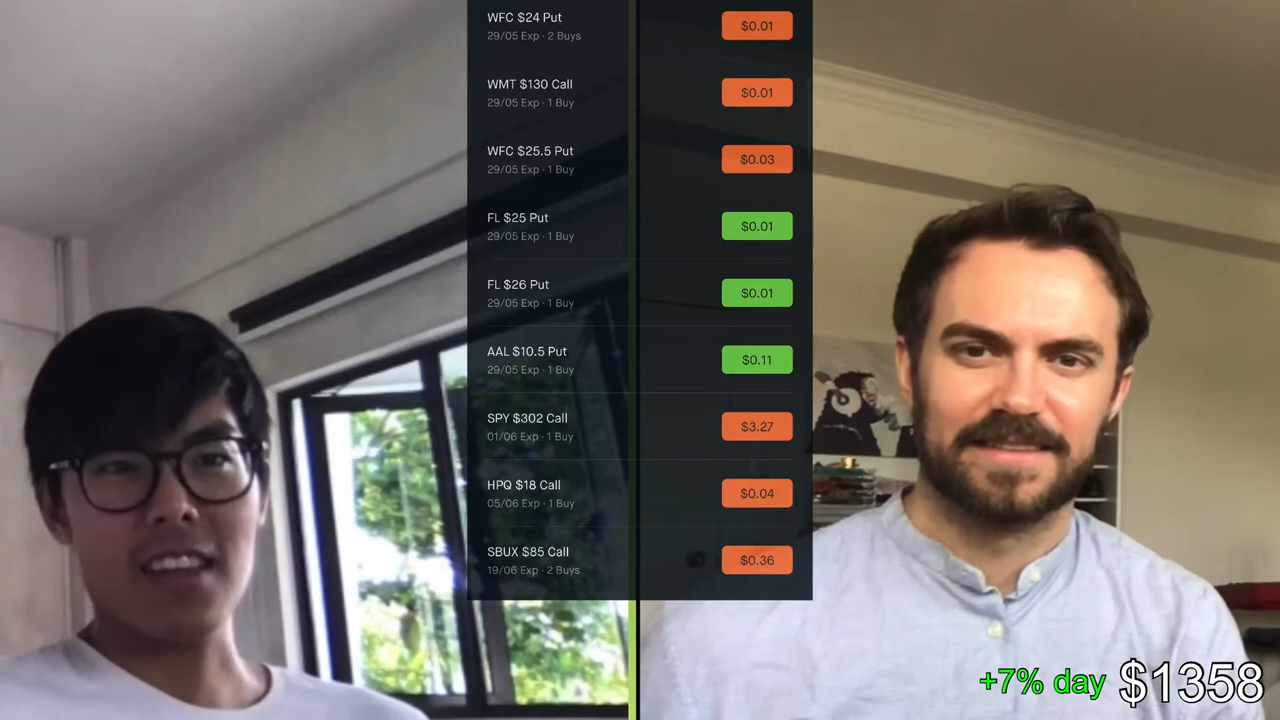 WFC $24 Put
$0.01
29/05 Exp · 2 Buys
WMT $130 Call
$0.01
29/05 Exp · 1 Buy
WFC $25.5 Put
$0.03
29/05 Exp · 1 Buy
FL $25 Put
$0.01
29/05 Exp · 1 Buy
FL $26 Put
$0.01
29/05 Exp · 1 Buy
AAL $10.5 Put
$0.11
29/05 Exp · 1 Buy
SPY $302 Call
$3.27
01/06 Exp · 1 Buy
HPQ $18 Call
$0.04
05/06 Exp · 1 Buy
SBUX $85 Call
$0.36
19/06 Exp · 2 Buys
+7% day $1358